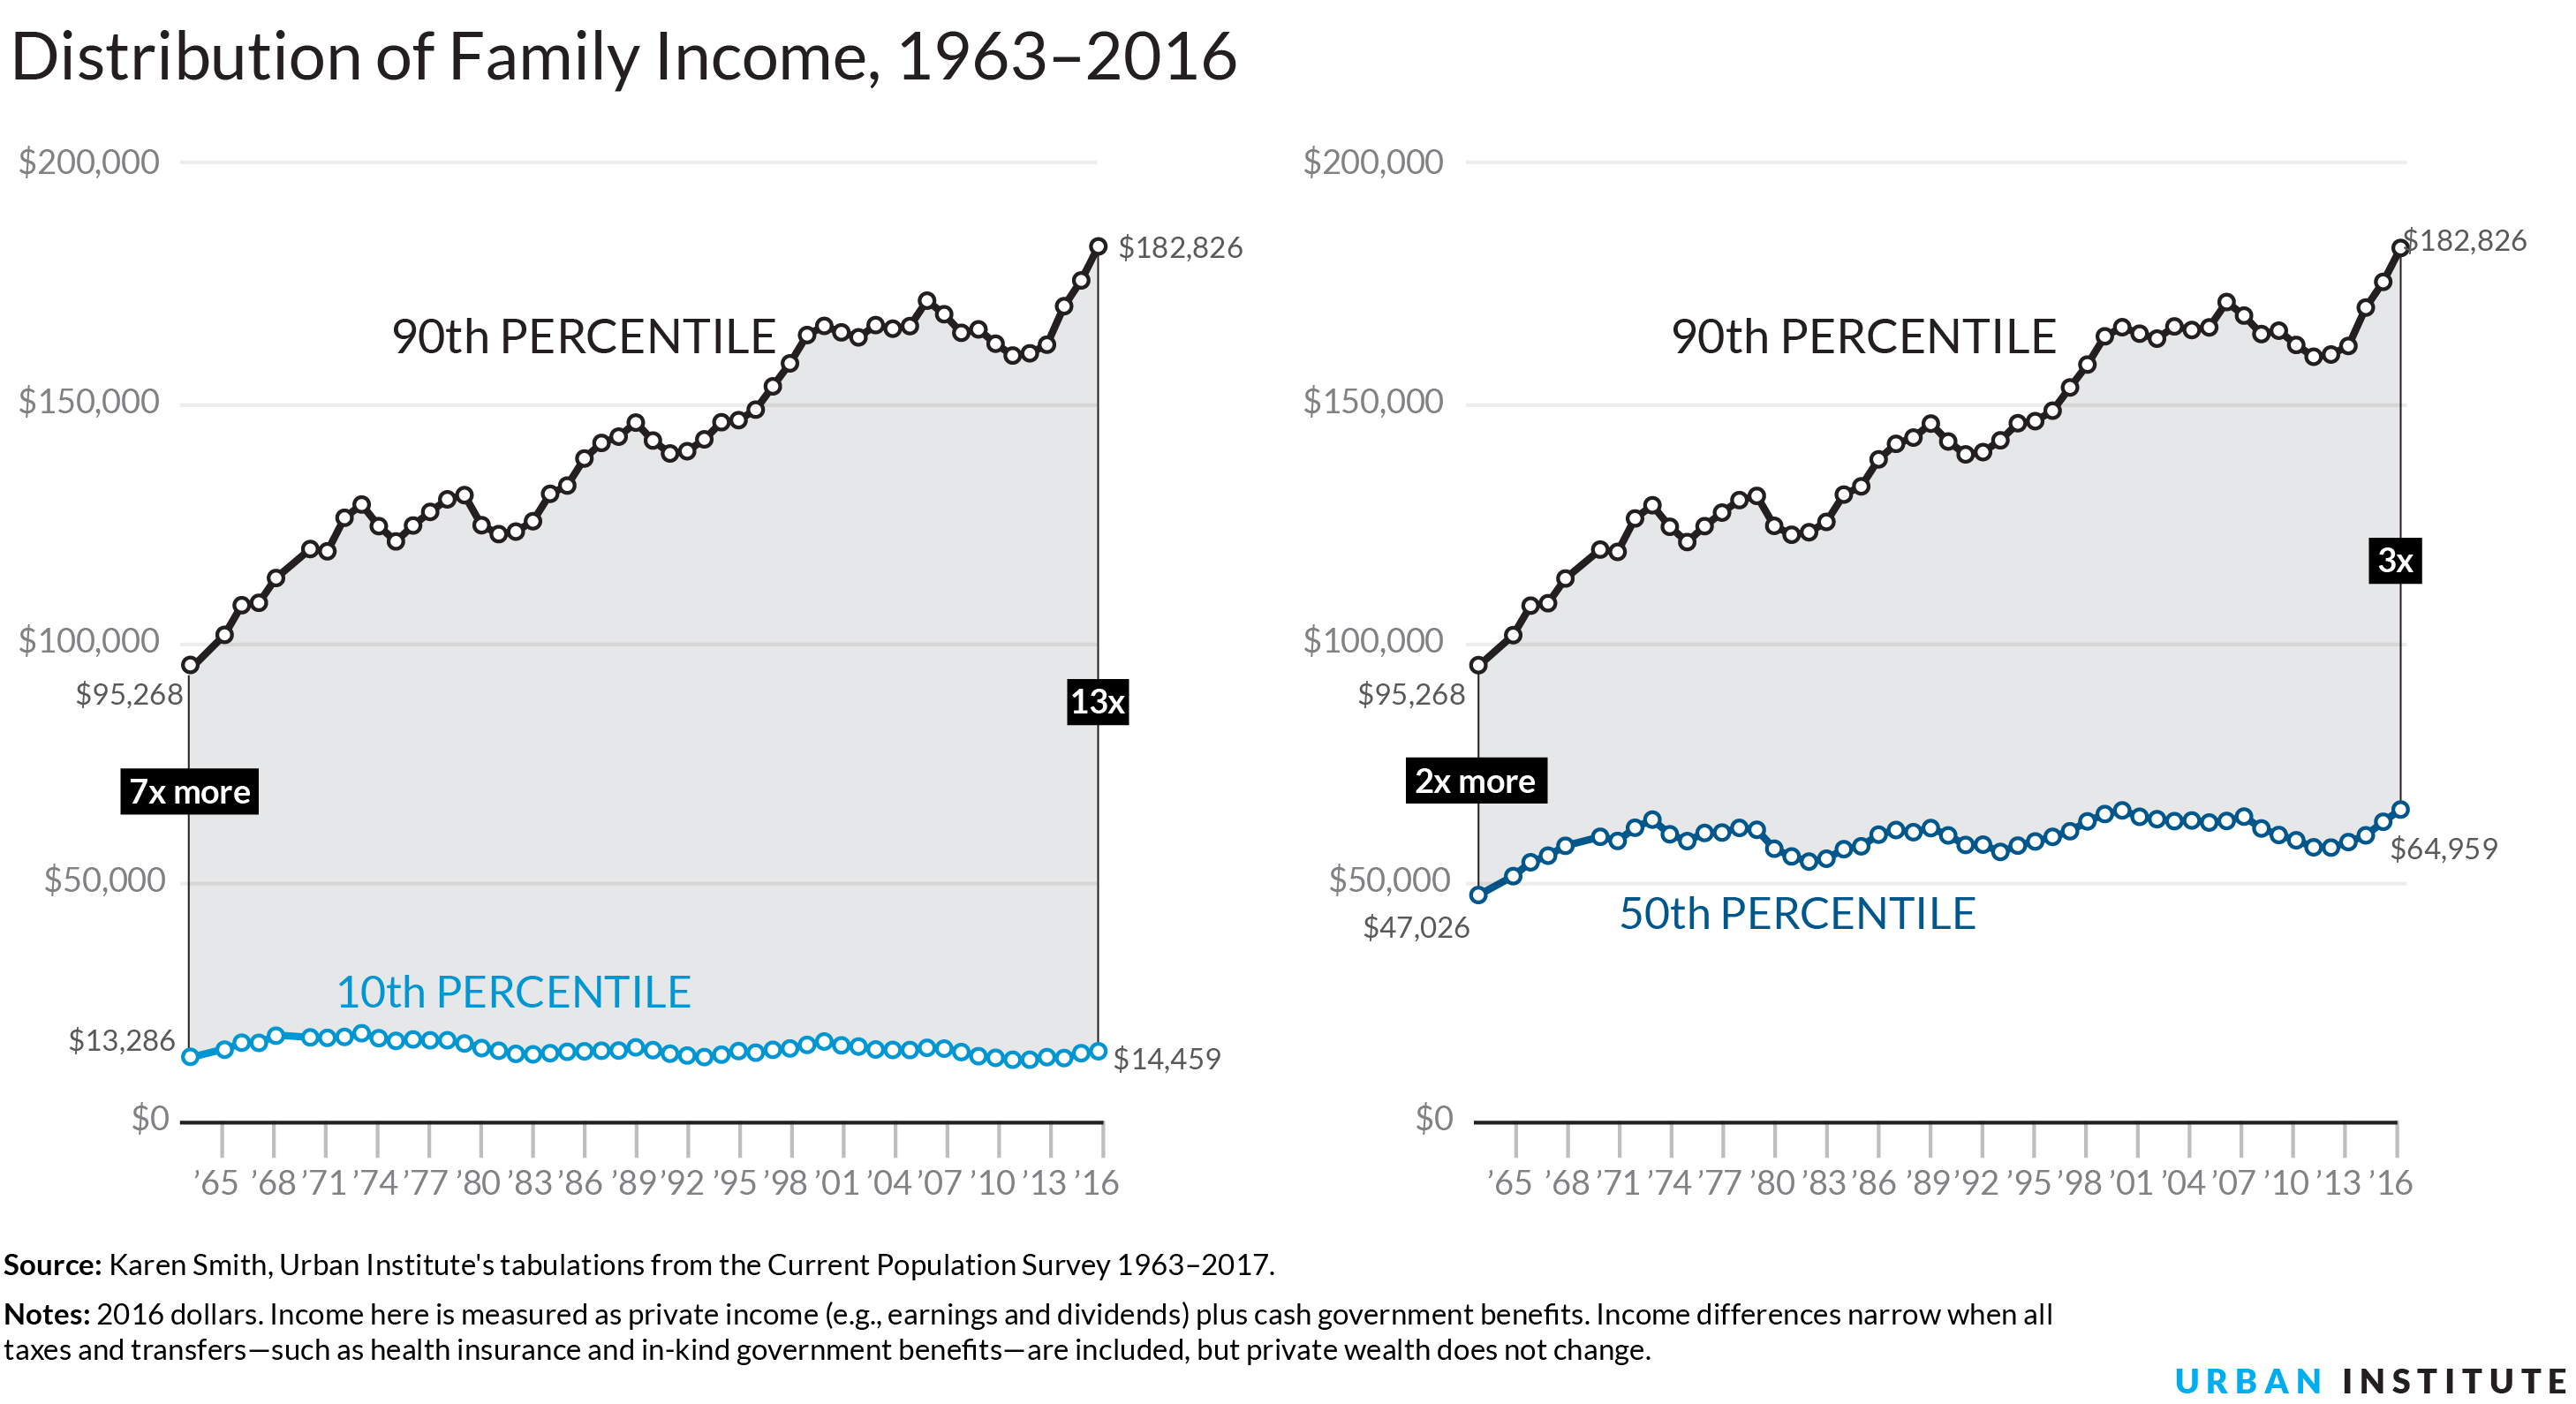 Distribution of Family Income, 1963–2016
$200,000
$182,826
90th PERCENTILE
$150,000
$100,000
$95,268
13x
7x more
$50,000
10th PERCENTILE
$13,286
$14,459
$0
’65 ’68 ’71 ’74 ’77 ’80 ’83 ’86 ’89 ’92 ’95 ’98 ’01 ’04 ’07 ’10 ’13 ’16
$200,000
$182,826
90th PERCENTILE
$150,000
3x
$100,000
$95,268
2x more
$64,959
$50,000
50th PERCENTILE
$47,026
$0
’65 ’68 ’71 ’74 ’77 ’80 ’83 ’86 ’89 ’92 ’95 ’98 ’01 ’04 ’07 ’10 ’13 ’16
Source: Karen Smith, Urban Institute's tabulations from the Current Population Survey 1963–2017.
Notes: 2016 dollars. Income here is measured as private income (e.g., earnings and dividends) plus cash government benefits. Income differences narrow when all
taxes and transfers—such as health insurance and in-kind government benefits—are included, but private wealth does not change.
URBAN INSTITUTE